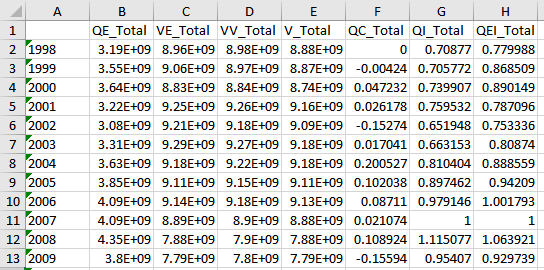 A B C D E F G H
1 QE_Total VE_Total VV_Total V_Total QC_Total QI_Total QEI_Total
2 1998 3.19E+09 8.96E+09 8.98E+09 8.88E+09 0 0.70877 0.779988
3 1999 3.55E+09 9.06E+09 8.97E+09 8.87E+09 -0.00424 0.705772 0.868509
4 2000 3.64E+09 8.83E+09 8.84E+09 8.74E+09 0.047232 0.739907 0.890149
5 2001 3.22E+09 9.25E+09 9.26E+09 9.16E+09 0.026178 0.759532 0.787096
6 2002 3.08E+09 9.21E+09 9.18E+09 9.09E+09 -0.15274 0.651948 0.753336
7 2003 3.31E+09 9.29E+09 9.27E+09 9.18E+09 0.017041 0.663153 0.80874
8 2004 3.63E+09 9.18E+09 9.22E+09 9.18E+09 0.200527 0.810404 0.888559
9 2005 3.85E+09 9.11E+09 9.15E+09 9.11E+09 0.102038 0.897462 0.94209
10 2006 4.09E+09 9.14E+09 9.18E+09 9.13E+09 0.08711 0.979146 1.001793
11 2007 4.09E+09 8.89E+09 8.9E+09 8.88E+09 0.021074 1 1
12 2008 4.35E+09 7.88E+09 7.9E+09 7.88E+09 0.108924 1.115077 1.063921
13 2009 3.8E+09 7.79E+09 7.8E+09 7.79E+09 -0.15594 0.95407 0.929739